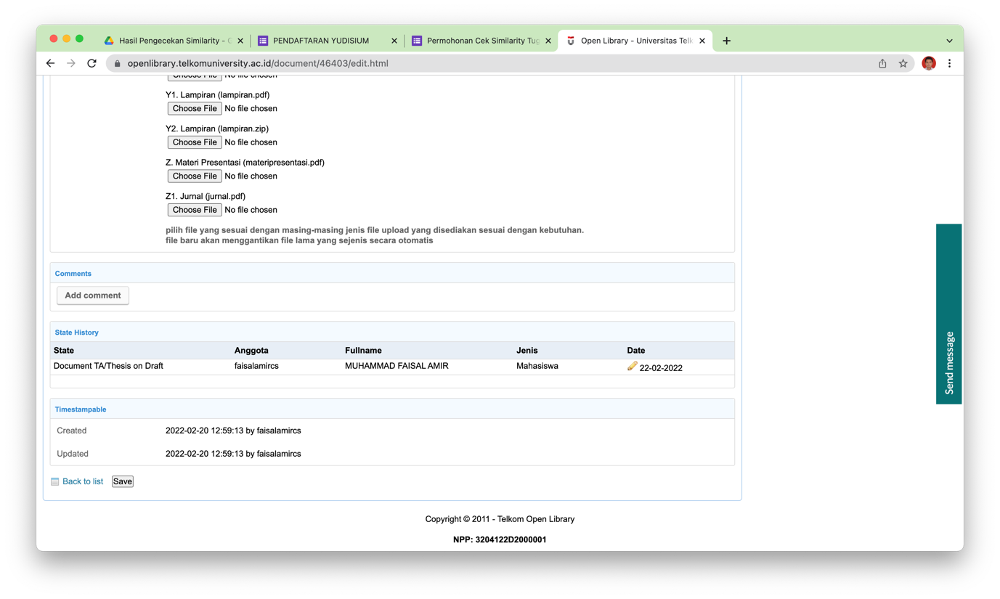 Hasil Pengecekan Similarity - G
PENDAFTARAN YUDISIUM
Permohonan Cek Similarity Tug
Open Library - Universitas Telk
openlibrary.telkomuniversity.ac.id/document/46403/edit.html
Choose File No file chosen
Y1. Lampiran (lampiran.pdf)
Choose File No file chosen
Y2. Lampiran (lampiran.zip)
Choose File No file chosen
Z. Materi Presentasi (materipresentasi.pdf)
Choose File No file chosen
Z1. Jurnal (jurnal.pdf)
Choose File No file chosen
pilih file yang sesuai dengan masing-masing jenis file upload yang disediakan sesuai dengan kebutuhan.
file baru akan menggantikan file lama yang sejenis secara otomatis
Comments
Add comment
State History
State Anggota Fullname Jenis Date
Document TA/Thesis on Draft faisalamircs MUHAMMAD FAISAL AMIR Mahasiswa 22-02-2022
Timestampable
Created 2022-02-20 12:59:13 by faisalamircs
Updated 2022-02-20 12:59:13 by faisalamircs
Back to list Save
Send message
Copyright © 2011 - Telkom Open Library
NPP: 3204122D2000001